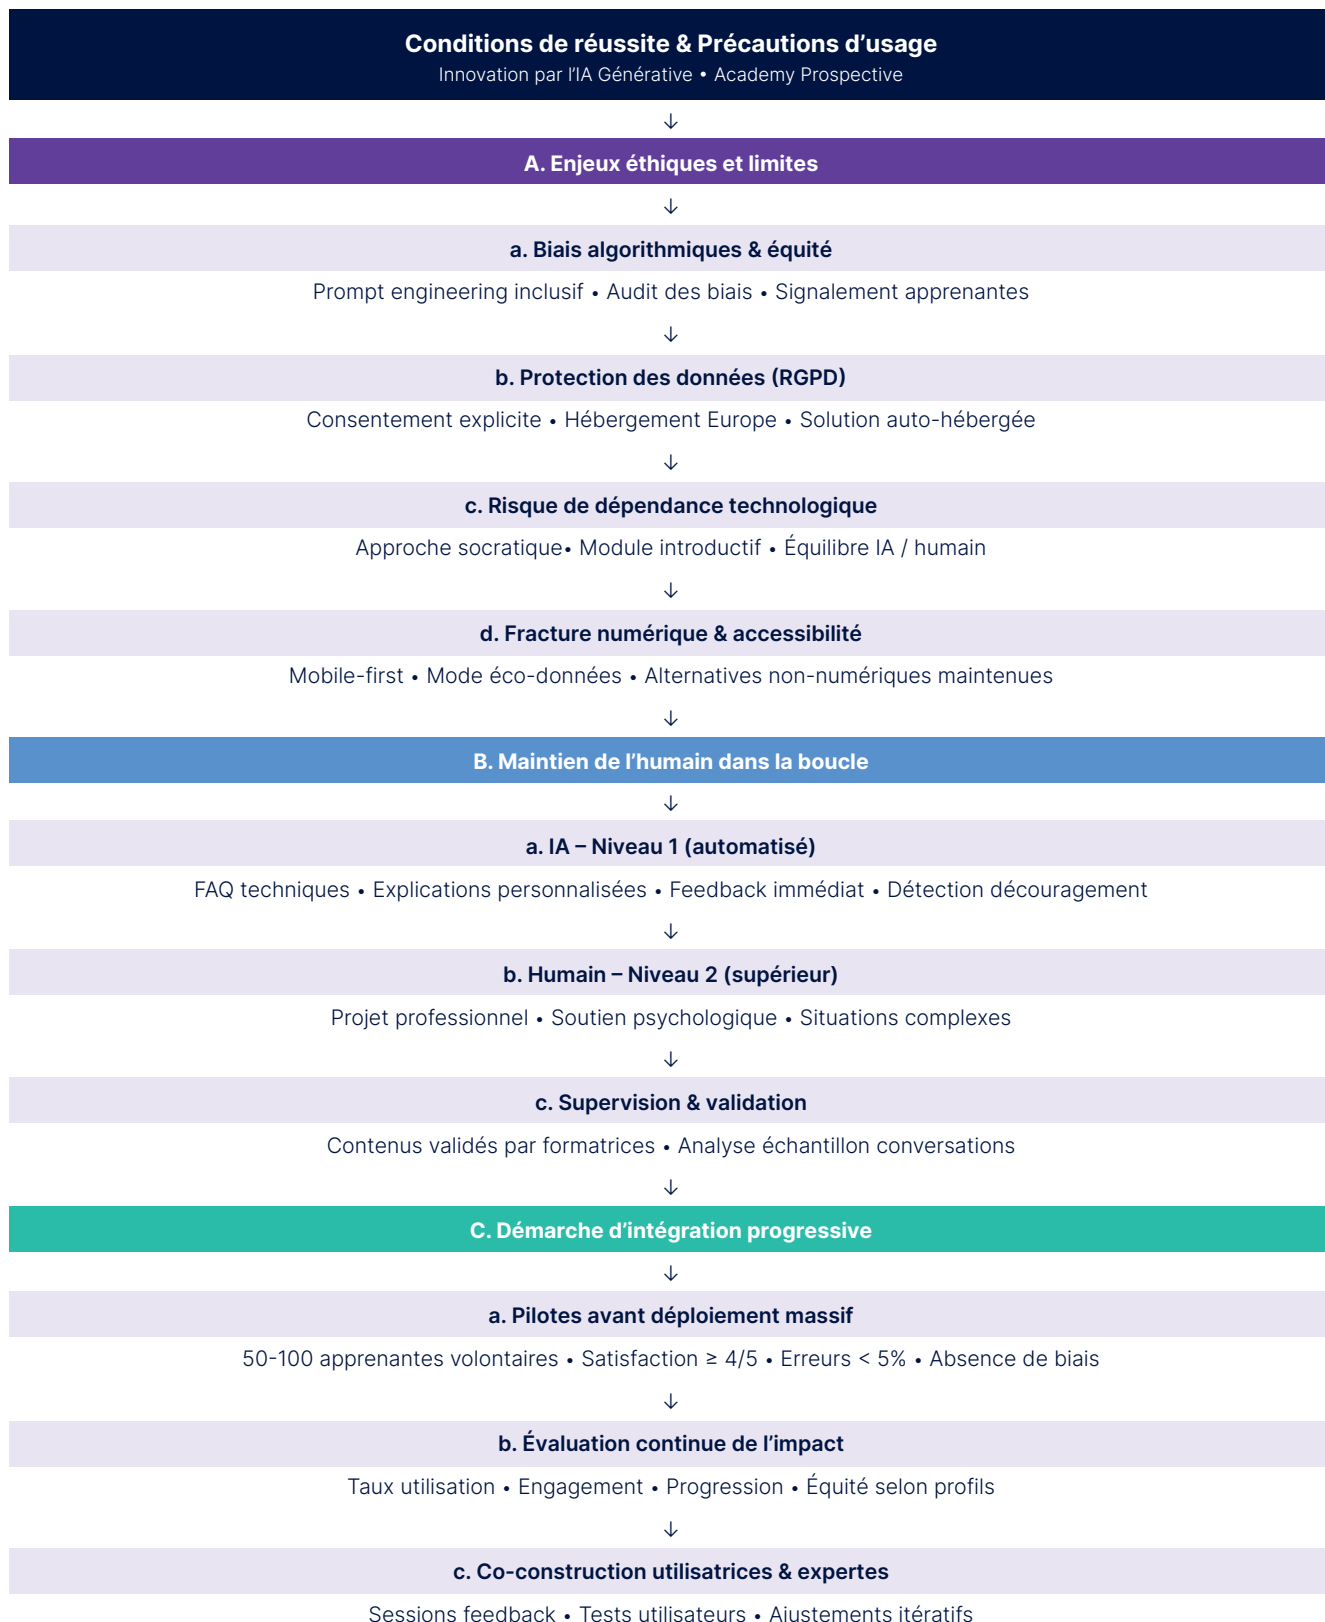 Conditions de réussite & Précautions d’usage
Innovation par l’IA Générative • Academy Prospective
↓
A. Enjeux éthiques et limites
↓
a. Biais algorithmiques & équité
Prompt engineering inclusif • Audit des biais • Signalement apprenantes
↓
b. Protection des données (RGPD)
Consentement explicite • Hébergement Europe • Solution auto-hébergée
↓
c. Risque de dépendance technologique
Approche socratique• Module introductif • Équilibre IA / humain
↓
d. Fracture numérique & accessibilité
Mobile-first • Mode éco-données • Alternatives non-numériques maintenues
↓
B. Maintien de l’humain dans la boucle
↓
a. IA – Niveau 1 (automatisé)
FAQ techniques • Explications personnalisées • Feedback immédiat • Détection découragement
↓
b. Humain – Niveau 2 (supérieur)
Projet professionnel • Soutien psychologique • Situations complexes
↓
c. Supervision & validation
Contenus validés par formatrices • Analyse échantillon conversations
↓
C. Démarche d’intégration progressive
↓
a. Pilotes avant déploiement massif
50-100 apprenantes volontaires • Satisfaction ≥ 4/5 • Erreurs < 5% • Absence de biais
↓
b. Évaluation continue de l’impact
Taux utilisation • Engagement • Progression • Équité selon profils
↓
c. Co-construction utilisatrices & expertes
Sessions feedback • Tests utilisateurs • Ajustements itératifs